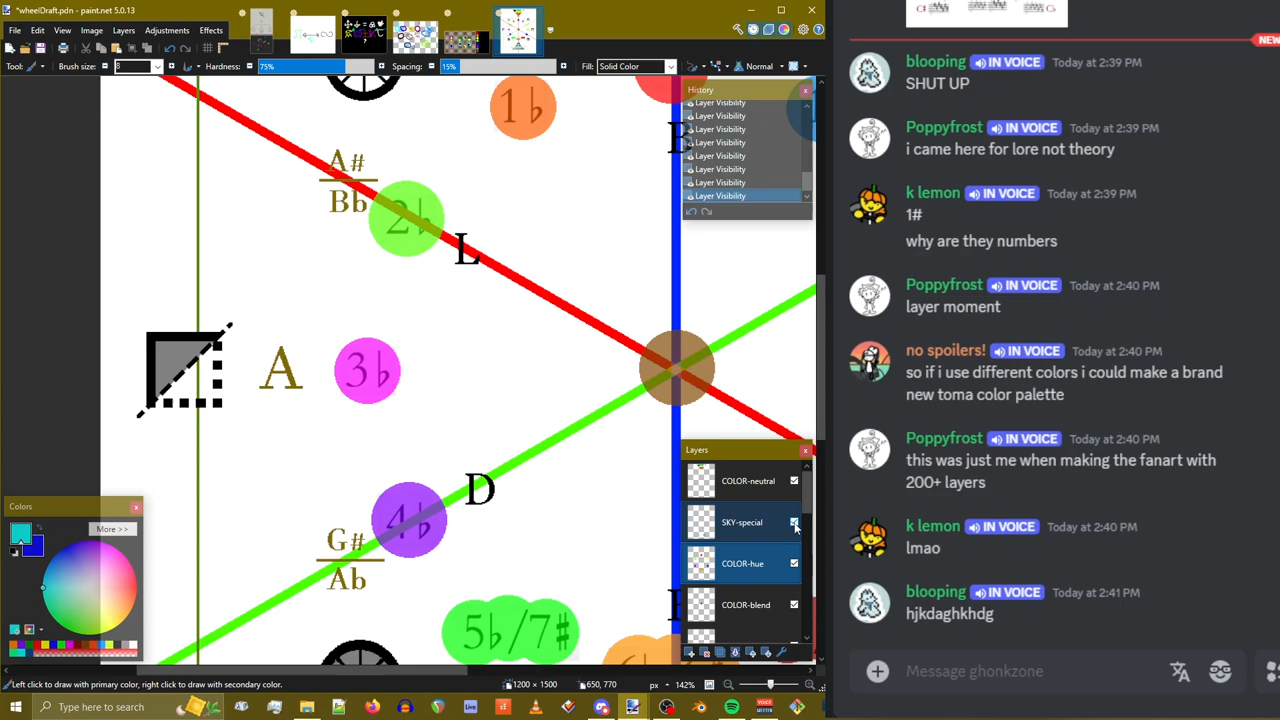 *wheelDraft.pdn - paint.net 5.0.13
File Edit View Image Layers Adjustments Effects
Tool: Brush size: 8 Hardness: 75% Spacing: 15% Fill: Solid Color Normal
History
Layer Visibility
Layer Visibility
Layer Visibility
Layer Visibility
Layer Visibility
Layer Visibility
Layer Visibility
Layer Visibility
1♭
A#
Bb
2♭
L
A
3♭
D
G#
Ab
4♭
5♭/7#
Layers
COLOR-neutral
SKY-special
COLOR-hue
COLOR-blend
Colors
More >>
Left click to draw with primary color, right click to draw with secondary color.
1200 × 1500
650, 770
px
142%
Type here to search
Live
NEW
blooping IN VOICE Today at 2:39 PM
SHUT UP
Poppyfrost IN VOICE Today at 2:39 PM
i came here for lore not theory
k lemon IN VOICE Today at 2:39 PM
1#
why are they numbers
Poppyfrost IN VOICE Today at 2:40 PM
layer moment
no spoilers! IN VOICE Today at 2:40 PM
so if i use different colors i could make a brand
new toma color palette
Poppyfrost IN VOICE Today at 2:40 PM
this was just me when making the fanart with
200+ layers
k lemon IN VOICE Today at 2:40 PM
lmao
blooping IN VOICE Today at 2:41 PM
hjkdaghkhdg
Message ghonkzone